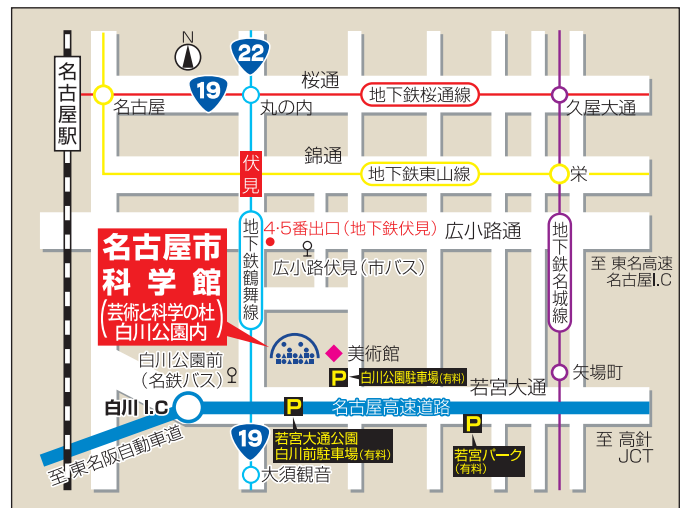 N
22
桜通
19
名古屋駅
名古屋
丸の内
地下鉄桜通線
久屋大通
錦通
伏見
地下鉄東山線
栄
4・5番出口(地下鉄伏見)
広小路通
名古屋市
科学館
(芸術と科学の杜
白川公園内)
地下鉄鶴舞線
広小路伏見(市バス)
地下鉄名城線
至 東名高速
名古屋I.C
白川公園前
(名鉄バス)
美術館
P
白川公園駐車場(有料)
矢場町
若宮大通
白川 I.C
P
名古屋高速道路
P
若宮大通公園
白川前駐車場(有料)
若宮パーク
(有料)
至 高針
JCT
至 東名阪自動車道
19
大須観音